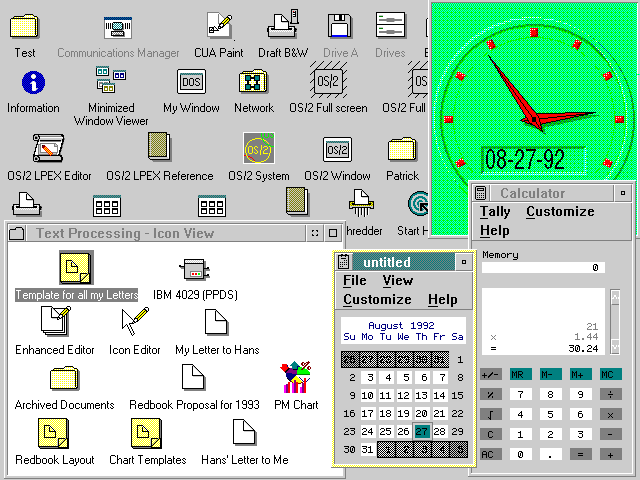 Test
Communications Manager
CUA Paint
Draft B&W
Drive A
Drives
Information
Minimized
Window Viewer
DOS
My Window
Network
OS/2
OS/2 Full screen
OS/2
OS/2 Full
08-27-92
OS/2 LPEX Editor
OS/2 LPEX Reference
OS/2
OS/2 System
OS/2
OS/2 Window
Patrick
hredder
Start H
Text Processing - Icon View
Template for all my Letters
IBM 4029 (PPDS)
Enhanced Editor
Icon Editor
My Letter to Hans
Archived Documents
Redbook Proposal for 1993
PM Chart
Redbook Layout
Chart Templates
Hans' Letter to Me
untitled
File View
Customize Help
August 1992
Su Mo Tu We Th Fr Sa
26 27 28 29 30 31 1
2 3 4 5 6 7 8
9 10 11 12 13 14 15
16 17 18 19 20 21 22
23 24 25 26 27 28 29
30 31 1 2 3 4 5
Calculator
Tally Customize
Help
Memory
0
21
x 1.44
= 30.24
+/- MR M- M+ MC
% 7 8 9 ÷
√ 4 5 6 x
C 1 2 3 -
AC 0 . = +